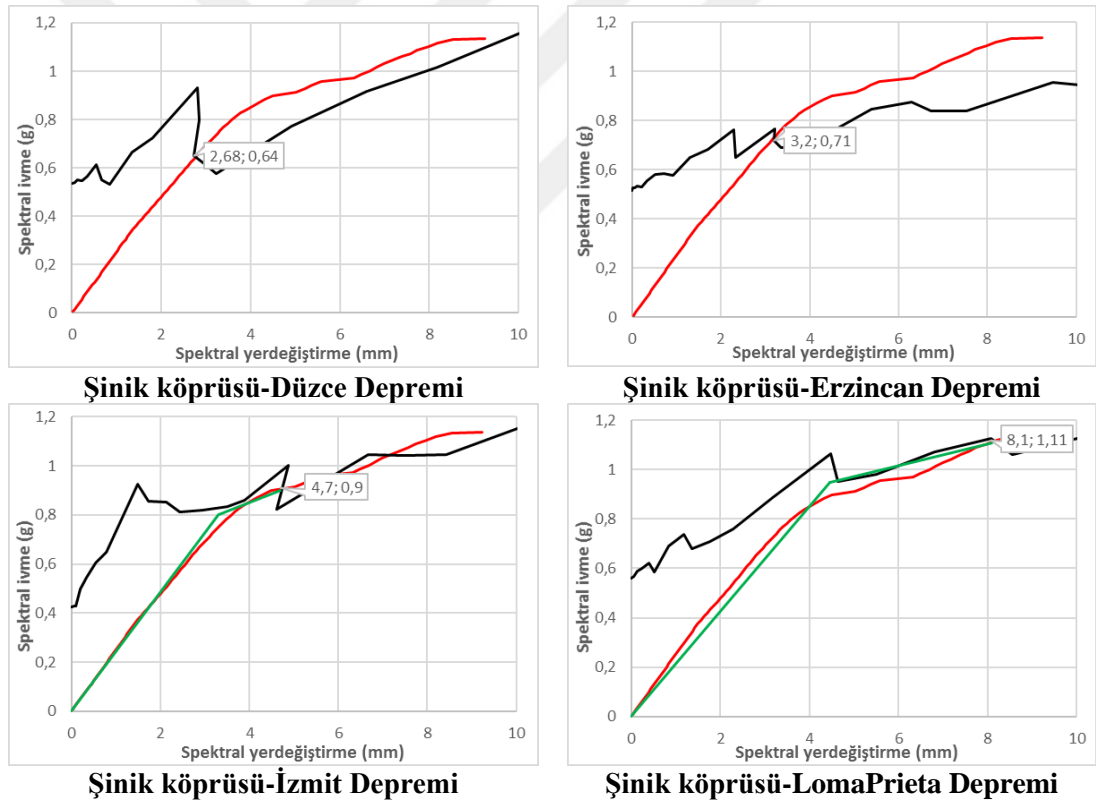 1,2
1
0,8
0,6
0,4
0,2
0
Spektral ivme (g)
2,68; 0,64
0 2 4 6 8 10
Spektral yerdeğiştirme (mm)
Şinik köprüsü-Düzce Depremi
1,2
1
0,8
0,6
0,4
0,2
0
Spektral ivme (g)
3,2; 0,71
0 2 4 6 8 10
Spektral yerdeğiştirme (mm)
Şinik köprüsü-Erzincan Depremi
1,2
1
0,8
0,6
0,4
0,2
0
Spektral ivme (g)
4,7; 0,9
0 2 4 6 8 10
Spektral yerdeğiştirme (mm)
Şinik köprüsü-İzmit Depremi
1,2
1
0,8
0,6
0,4
0,2
0
Spektral ivme (g)
8,1; 1,11
0 2 4 6 8 10
Spektral yerdeğiştirme (mm)
Şinik köprüsü-LomaPrieta Depremi